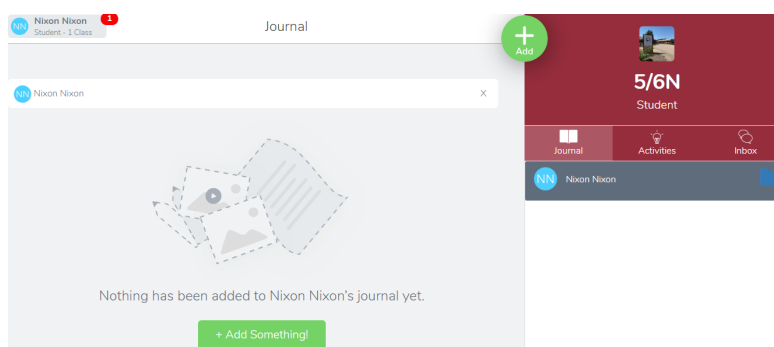 NN
Nixon Nixon
Student - 1 Class
1
Journal
Add
NN Nixon Nixon
X
Nothing has been added to Nixon Nixon's journal yet.
+ Add Something!
5/6N
Student
Journal
Activities
Inbox
NN Nixon Nixon